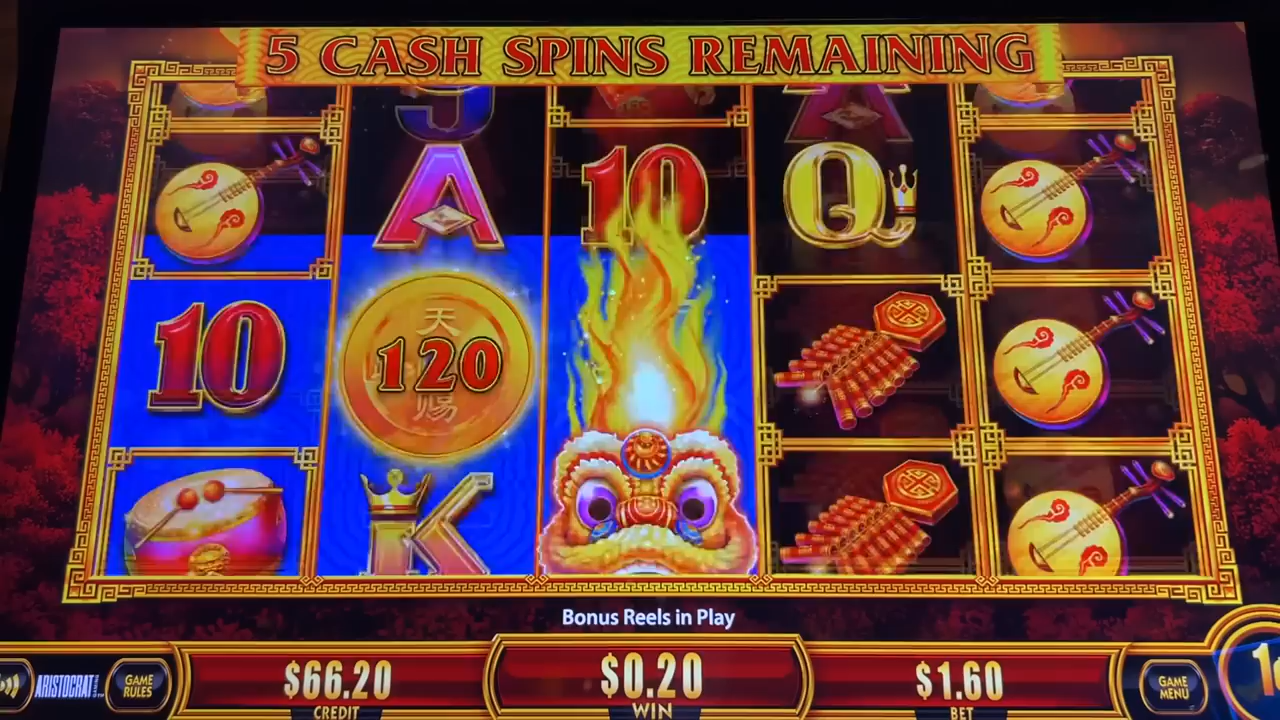 5 CASH SPINS REMAINING
J
A
10
Q
10
天
120
赐
K
Bonus Reels in Play
ARISTOCRAT
GAME RULES
$66.20
CREDIT
$0.20
WIN
$1.60
BET
GAME MENU